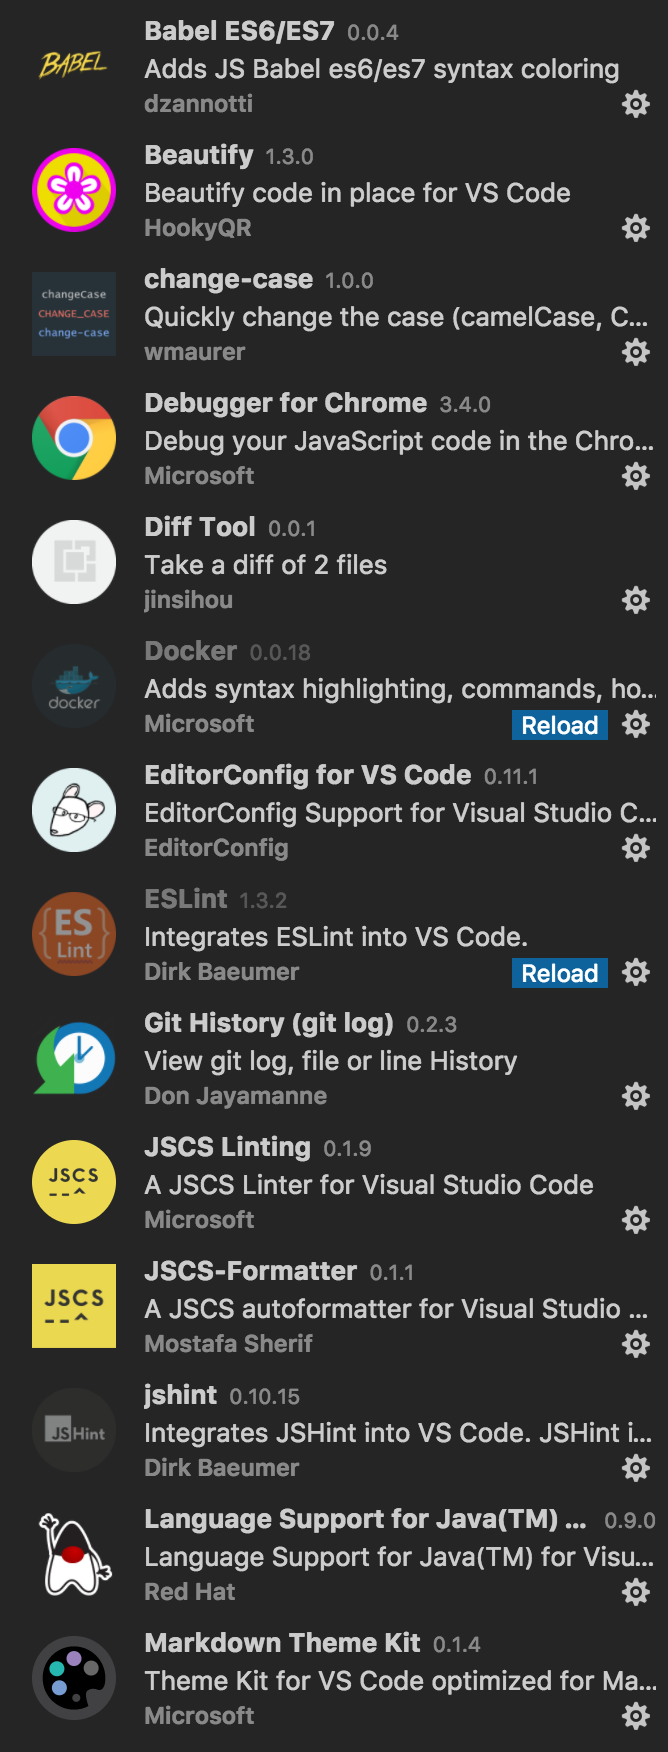 BABEL
Babel ES6/ES7 0.0.4
Adds JS Babel es6/es7 syntax coloring
dzannotti
Beautify 1.3.0
Beautify code in place for VS Code
HookyQR
changeCase
CHANGE_CASE
change-case
change-case 1.0.0
Quickly change the case (camelCase, C...
wmaurer
Debugger for Chrome 3.4.0
Debug your JavaScript code in the Chro...
Microsoft
Diff Tool 0.0.1
Take a diff of 2 files
jinsihou
docker
Docker 0.0.18
Adds syntax highlighting, commands, ho...
Microsoft Reload
EditorConfig for VS Code 0.11.1
EditorConfig Support for Visual Studio C...
EditorConfig
{ES}
Lint
ESLint 1.3.2
Integrates ESLint into VS Code.
Dirk Baeumer Reload
Git History (git log) 0.2.3
View git log, file or line History
Don Jayamanne
JSCS
--^
JSCS Linting 0.1.9
A JSCS Linter for Visual Studio Code
Microsoft
JSCS
--^
JSCS-Formatter 0.1.1
A JSCS autoformatter for Visual Studio ...
Mostafa Sherif
JSHint
jshint 0.10.15
Integrates JSHint into VS Code. JSHint i...
Dirk Baeumer
Language Support for Java(TM) ... 0.9.0
Language Support for Java(TM) for Visu...
Red Hat
Markdown Theme Kit 0.1.4
Theme Kit for VS Code optimized for Ma...
Microsoft